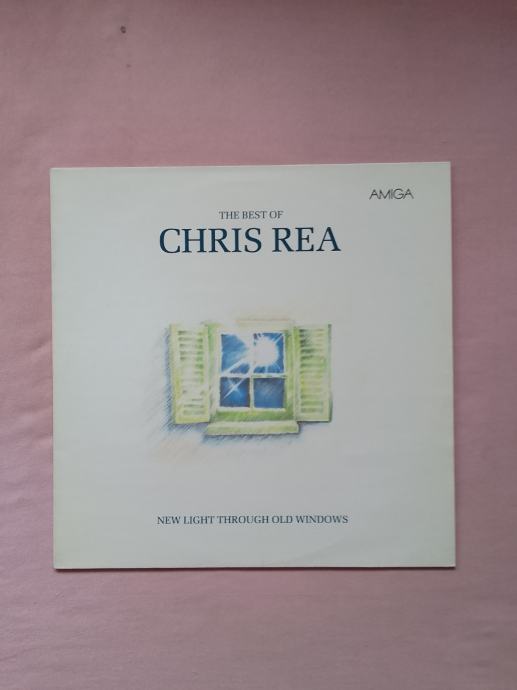 AMIGA
THE BEST OF
CHRIS REA
NEW LIGHT THROUGH OLD WINDOWS